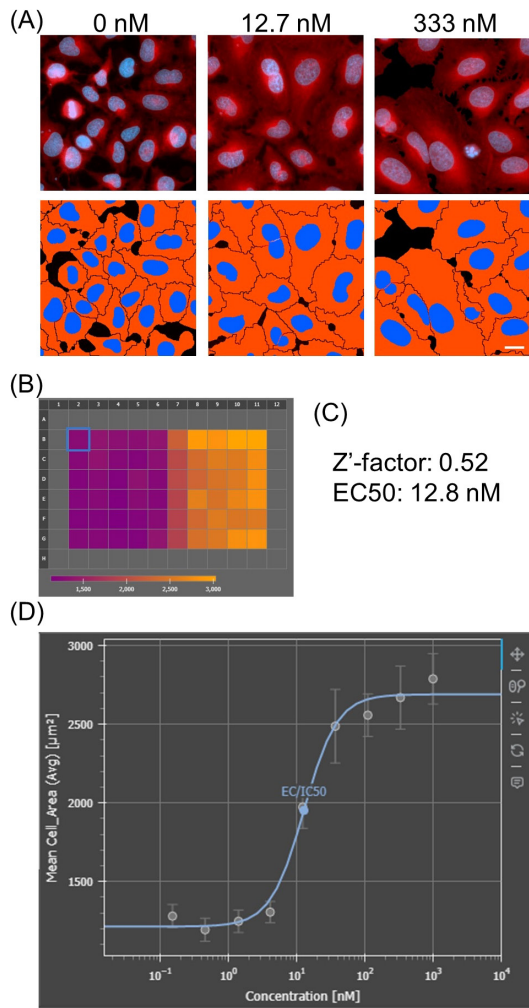 (A)
0 nM 12.7 nM 333 nM
(B)
1 2 3 4 5 6 7 8 9 10 11 12
A
B
C
D
E
F
G
H
1,500 2,000 2,500 3,000
(C)
Z'-factor: 0.52
EC50: 12.8 nM
(D)
Mean Cell_Area (Avg) [µm²]
3000
2500
2000
1500
EC/IC50
10⁻¹ 10⁰ 10¹ 10² 10³ 10⁴
Concentration [nM]